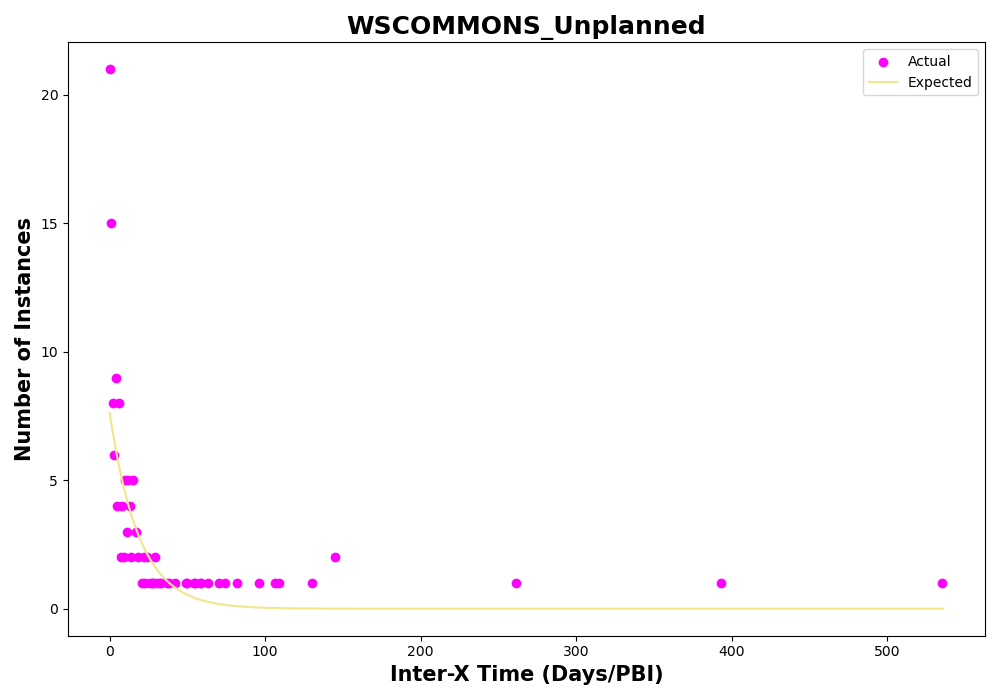 WSCOMMONS_Unplanned
Actual
Expected
Number of Instances
20
15
10
5
0
0
100
200
300
400
500
Inter-X Time (Days/PBI)